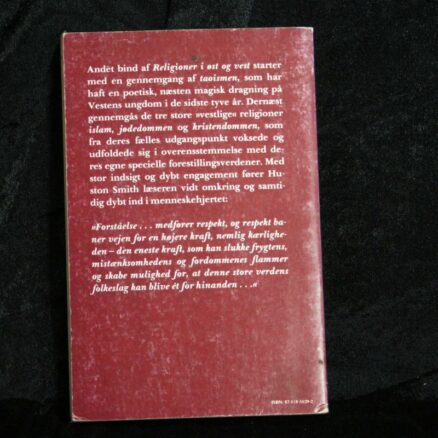 Andet bind af Religioner i øst og vest starter
med en gennemgang af taoismen, som har
haft en poetisk, næsten magisk dragning på
Vestens ungdom i de sidste tyve år. Dernæst
gennemgås de tre store »vestlige« religioner
islam, jødedommen og kristendommen, som
fra deres fælles udgangspunkt voksede og
udfoldede sig i overensstemmelse med de-
res egne specielle forestillingsverdener. Med
stor indsigt og dybt engagement fører Hu-
ston Smith læseren vidt omkring og samti-
dig dybt ind i menneskehjertet:
»Forståelse . . . medfører respekt, og respekt ba-
ner vejen for en højere kraft, nemlig kærlighe-
den – den eneste kraft, som kan slukke frygtens,
mistænksomhedens og fordommenes flammer
og skabe mulighed for, at denne store verdens
folkeslag kan blive ét for hinanden . . .«
ISBN